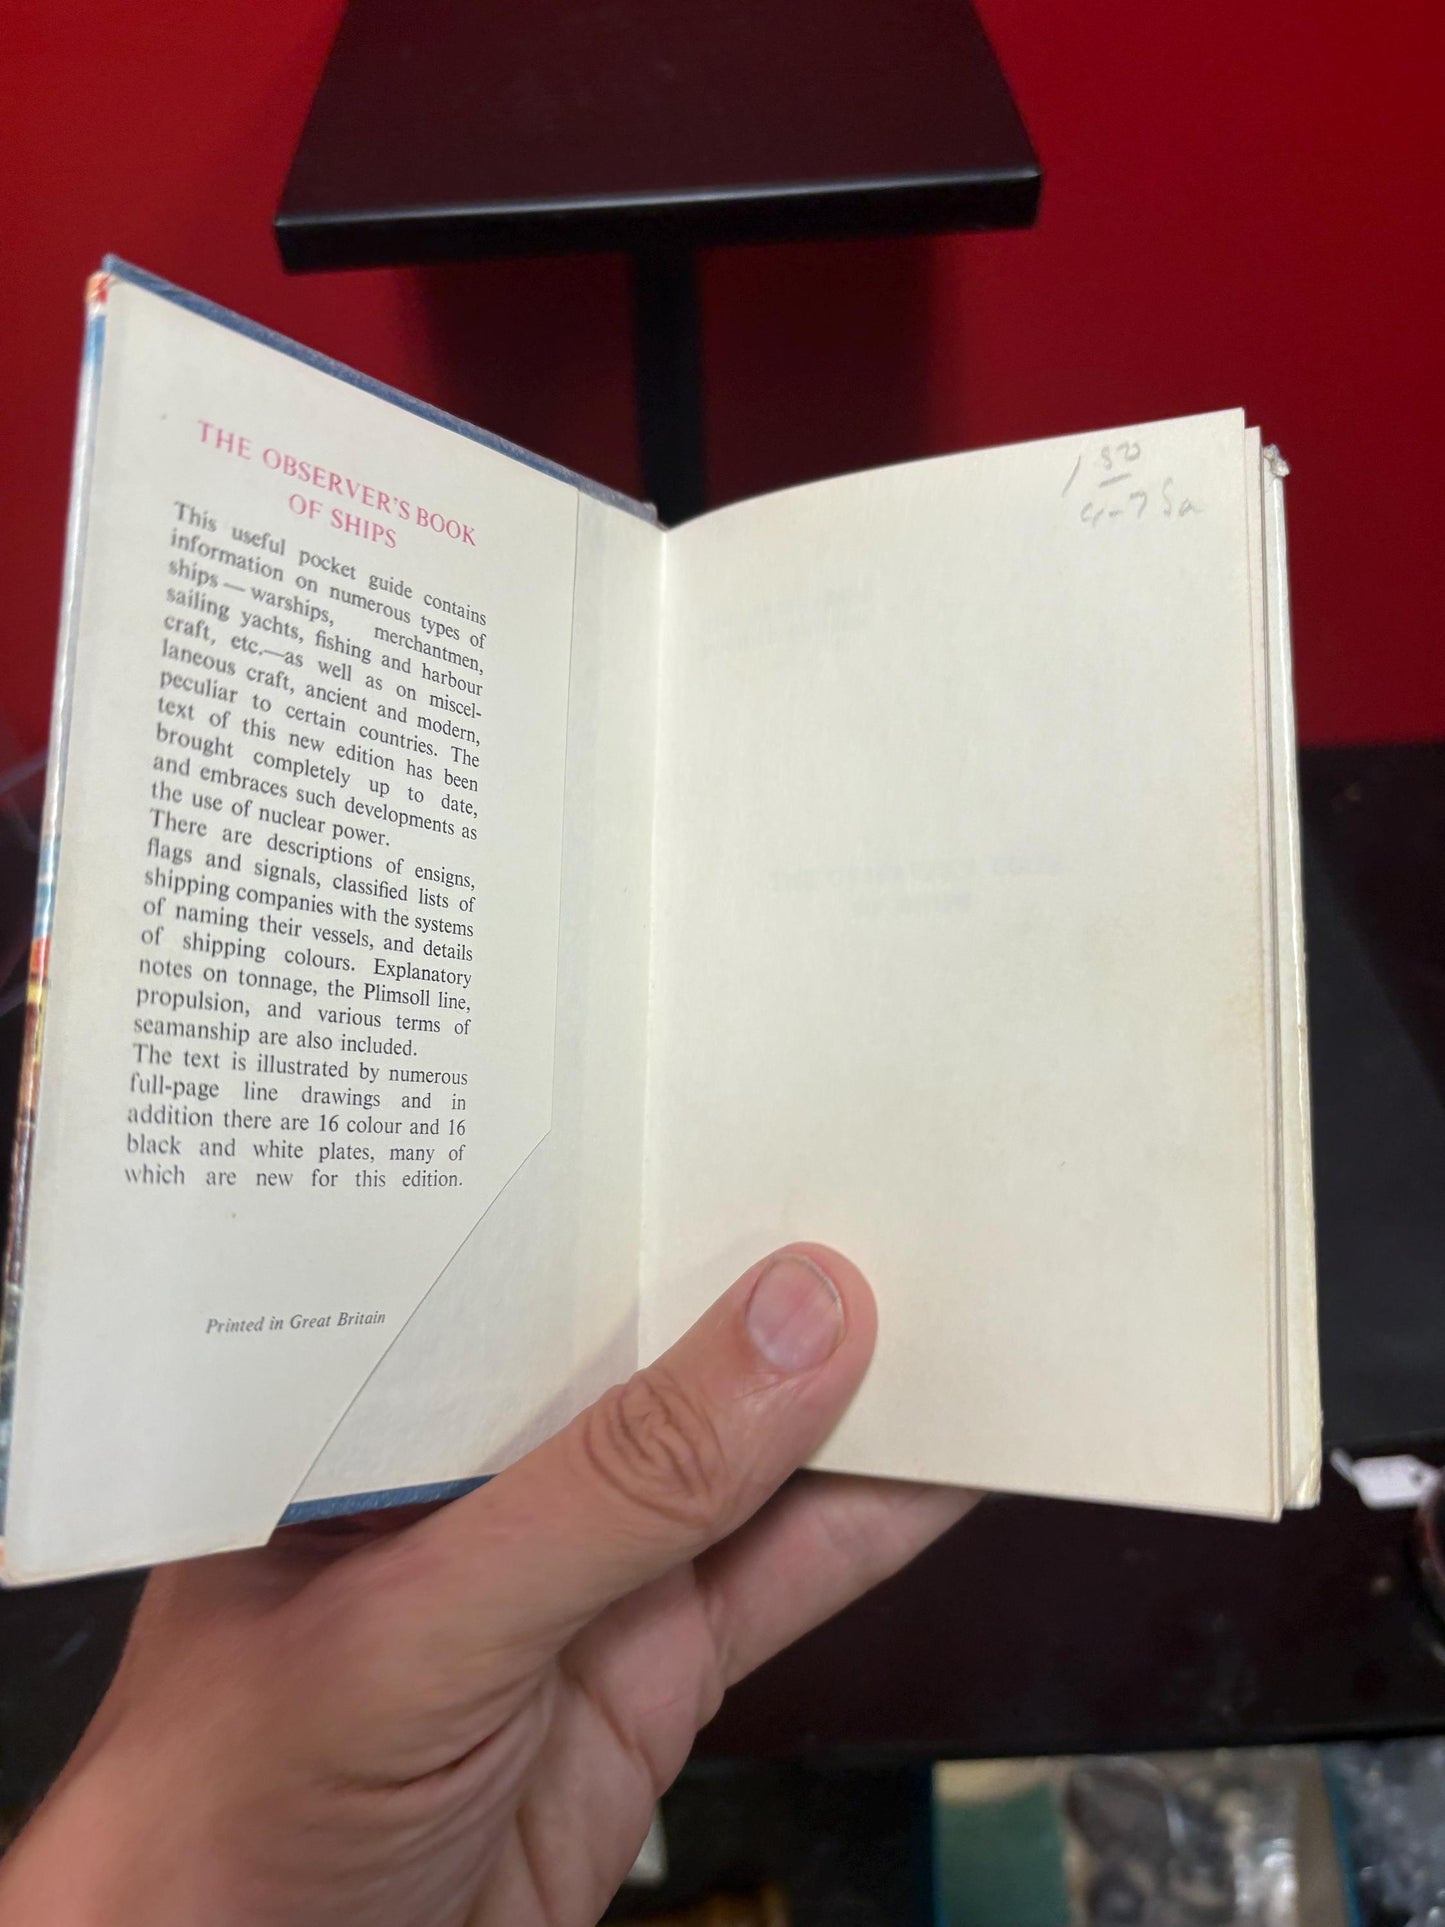 THE OBSERVER'S BOOK
OF SHIPS
This useful pocket guide contains
information on numerous types of
ships — warships, merchantmen,
sailing yachts, fishing and harbour
craft, etc.—as well as on miscel-
laneous craft, ancient and modern,
peculiar to certain countries. The
text of this new edition has been
brought completely up to date,
and embraces such developments as
the use of nuclear power.
There are descriptions of ensigns,
flags and signals, classified lists of
shipping companies with the systems
of naming their vessels, and details
of shipping colours. Explanatory
notes on tonnage, the Plimsoll line,
propulsion, and various terms of
seamanship are also included.
The text is illustrated by numerous
full-page line drawings and in
addition there are 16 colour and 16
black and white plates, many of
which are new for this edition.
Printed in Great Britain